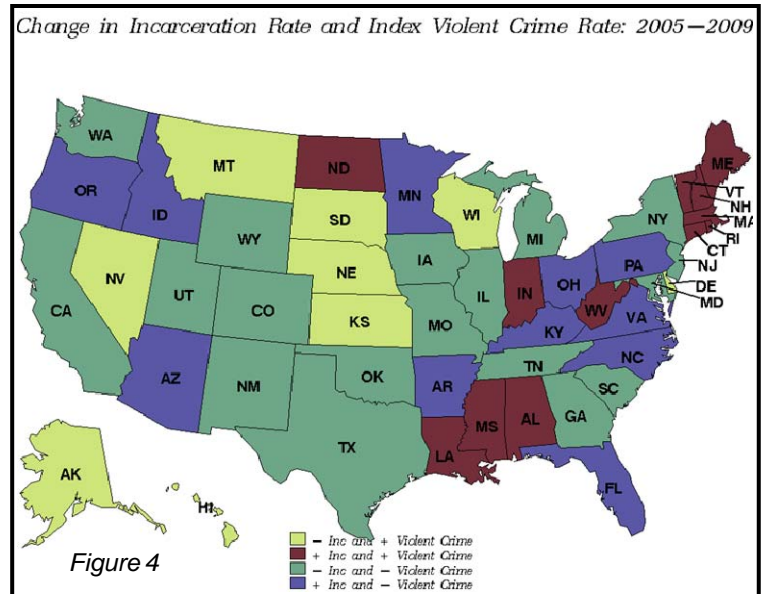 Change in Incarceration Rate and Index Violent Crime Rate: 2005—2009
WA
MT
ND
ME
OR
ID
MN
VT
NH
SD
WI
NY
MA
WY
MI
RI
CT
NE
IA
PA
NJ
NV
UT
IL
IN
OH
DE
CA
CO
KS
MO
WV
VA
MD
KY
AZ
NM
OK
AR
TN
NC
SC
TX
MS
AL
GA
LA
AK
HI
FL
Figure 4
− Inc and + Violent Crime
+ Inc and + Violent Crime
− Inc and − Violent Crime
+ Inc and − Violent Crime